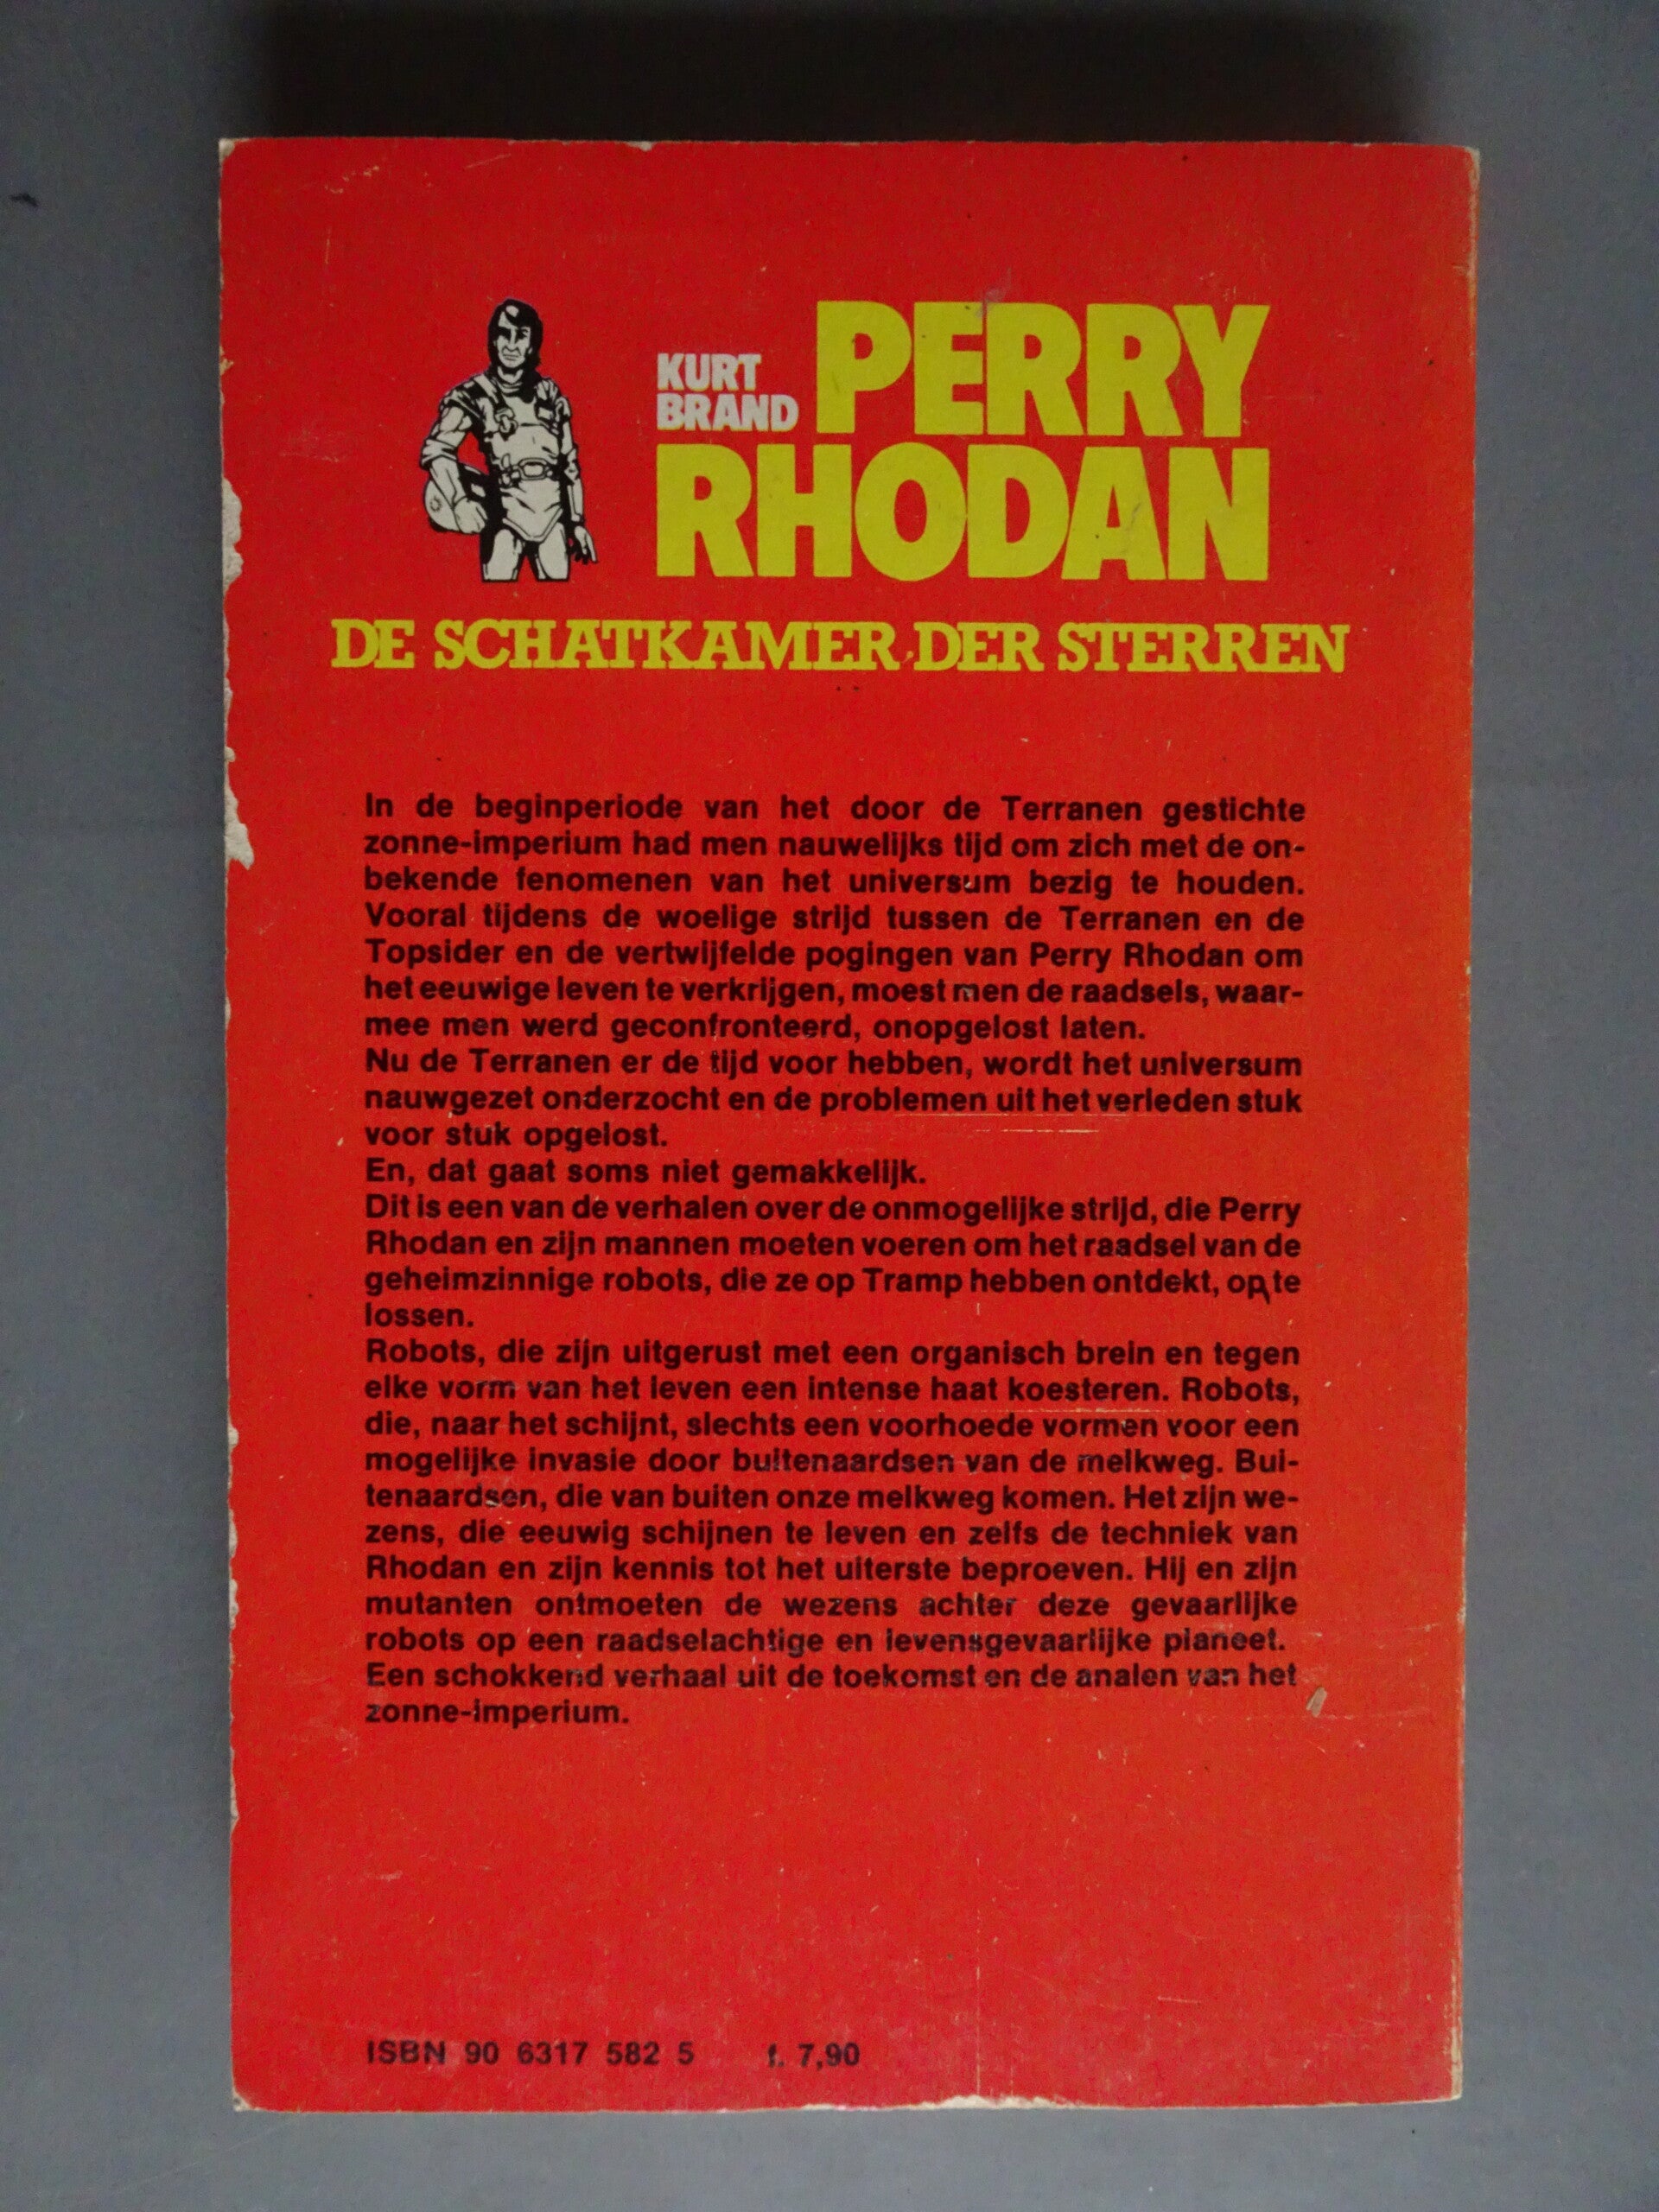 KURT
BRAND
PERRY
RHODAN
DE SCHATKAMER DER STERREN
In de beginperiode van het door de Terranen gestichte
zonne-imperium had men nauwelijks tijd om zich met de on-
bekende fenomenen van het universum bezig te houden.
Vooral tijdens de woelige strijd tussen de Terranen en de
Topsider en de vertwijfelde pogingen van Perry Rhodan om
het eeuwige leven te verkrijgen, moest men de raadsels, waar-
mee men werd geconfronteerd, onopgelost laten.
Nu de Terranen er de tijd voor hebben, wordt het universum
nauwgezet onderzocht en de problemen uit het verleden stuk
voor stuk opgelost.
En, dat gaat soms niet gemakkelijk.
Dit is een van de verhalen over de onmogelijke strijd, die Perry
Rhodan en zijn mannen moeten voeren om het raadsel van de
geheimzinnige robots, die ze op Tramp hebben ontdekt, op te
lossen.
Robots, die zijn uitgerust met een organisch brein en tegen
elke vorm van het leven een intense haat koesteren. Robots,
die, naar het schijnt, slechts een voorhoede vormen voor een
mogelijke invasie door buitenaardsen van de melkweg. Bui-
tenaardsen, die van buiten onze melkweg komen. Het zijn we-
zens, die eeuwig schijnen te leven en zelfs de techniek van
Rhodan en zijn kennis tot het uiterste beproeven. Hij en zijn
mutanten ontmoeten de wezens achter deze gevaarlijke
robots op een raadselachtige en levensgevaarlijke planeet.
Een schokkend verhaal uit de toekomst en de analen van het
zonne-imperium.
ISBN 90 6317 582 5 f. 7,90